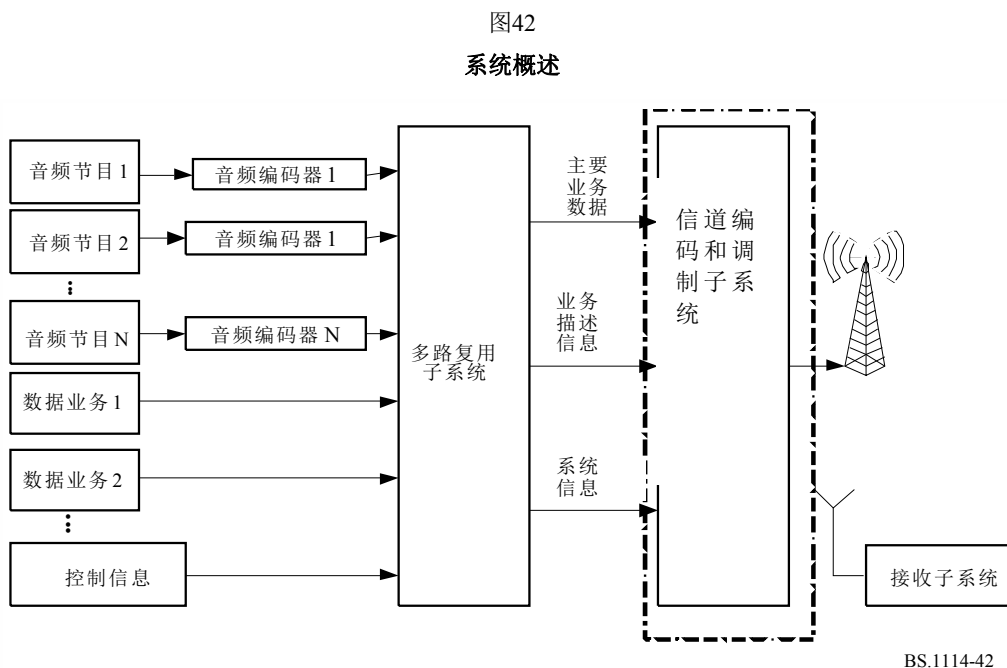 图42
系统概述
音频节目1
音频编码器1
音频节目2
音频编码器1
音频节目N
音频编码器N
数据业务1
数据业务2
控制信息
多路复用
子系统
主要
业务
数据
业务
描述
信息
系统
信息
信道编
码和调
制子系
统
接收子系统
BS.1114-42